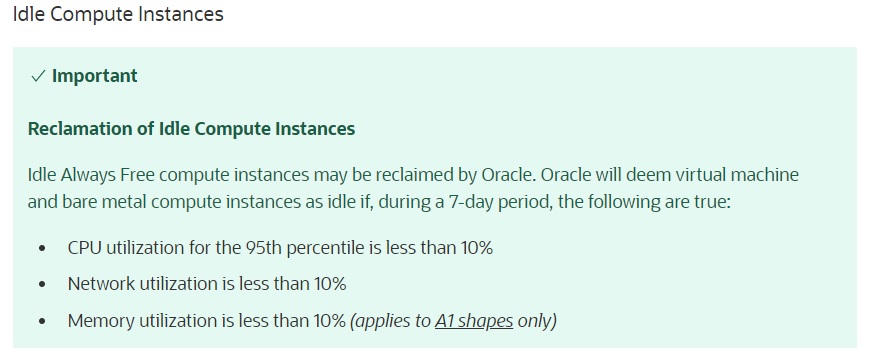 Idle Compute Instances
✓ Important
Reclamation of Idle Compute Instances
Idle Always Free compute instances may be reclaimed by Oracle. Oracle will deem virtual machine
and bare metal compute instances as idle if, during a 7-day period, the following are true:
• CPU utilization for the 95th percentile is less than 10%
• Network utilization is less than 10%
• Memory utilization is less than 10% (applies to A1 shapes only)